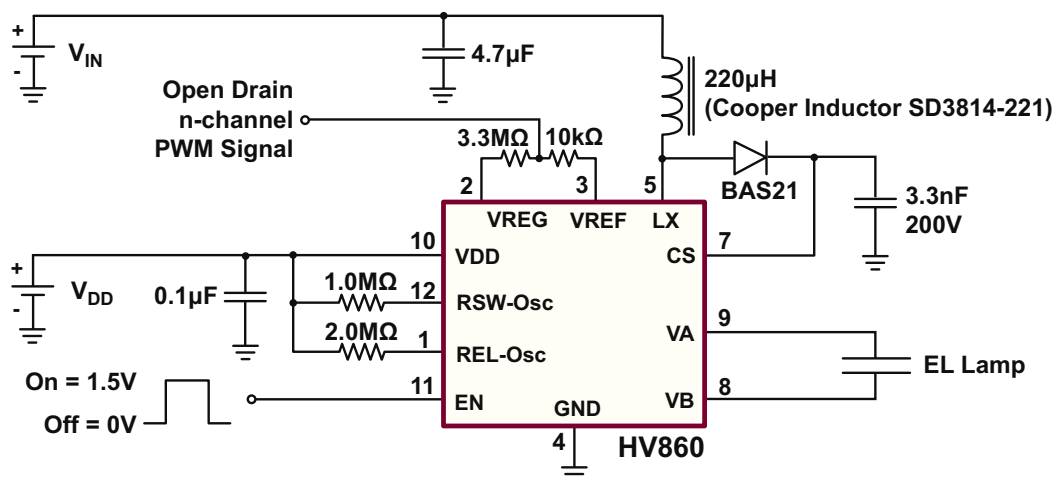 +
V_IN
-
4.7µF
220µH
(Cooper Inductor SD3814-221)
Open Drain
n-channel
PWM Signal
3.3MΩ
10kΩ
BAS21
3.3nF
200V
2
3
5
VREG
VREF
LX
10
VDD
CS
7
+
V_DD
-
0.1µF
1.0MΩ
12
RSW-Osc
2.0MΩ
1
REL-Osc
VA
9
EL Lamp
On = 1.5V
Off = 0V
11
EN
GND
VB
8
4
HV860